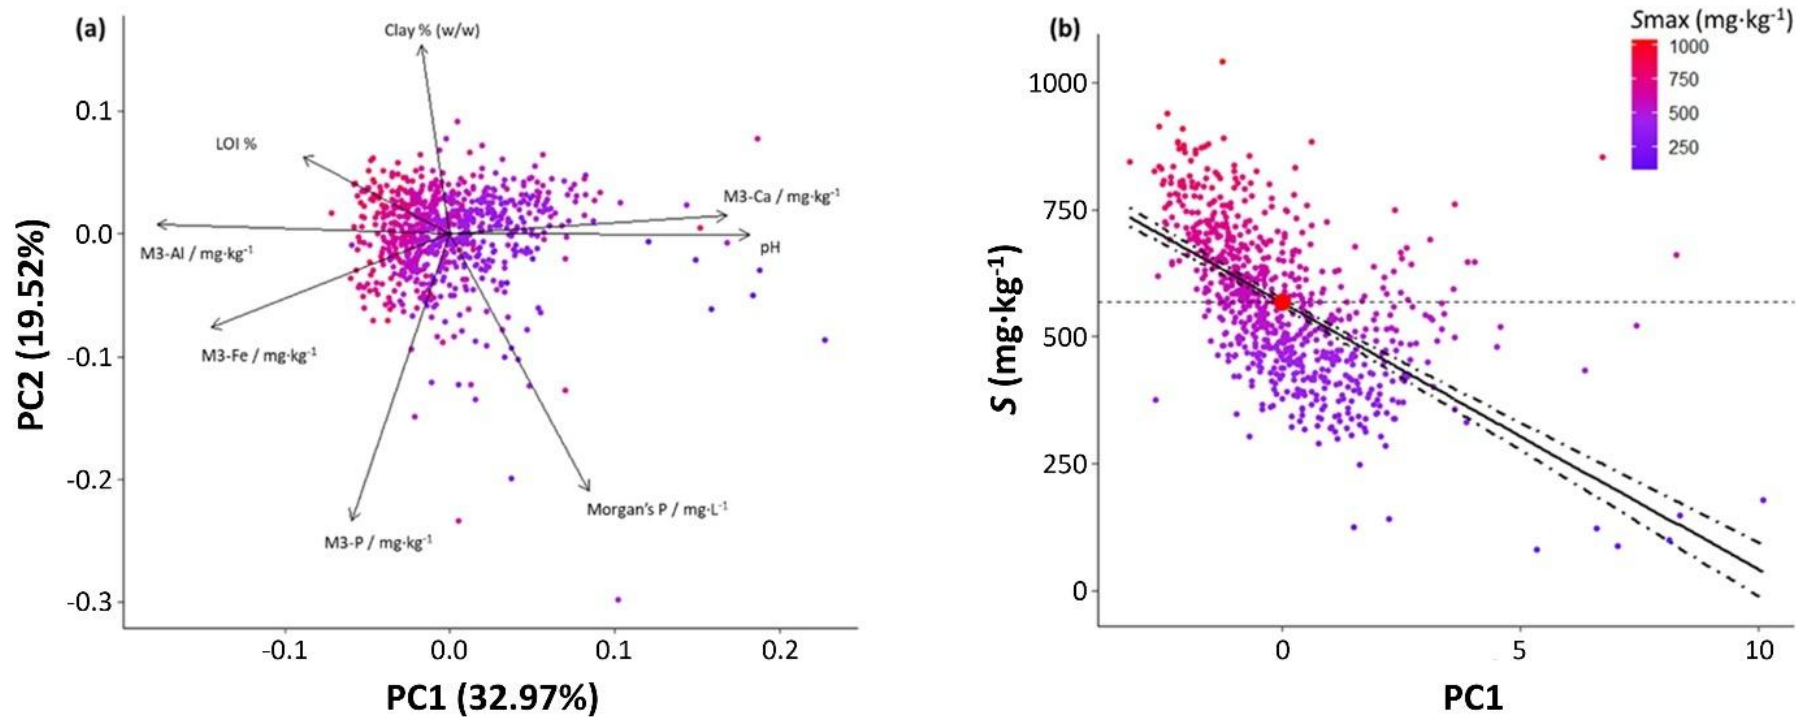 (a)
Clay % (w/w)
0.1
LOI %
M3-Ca / mg·kg⁻¹
0.0
M3-Al / mg·kg⁻¹
pH
M3-Fe / mg·kg⁻¹
-0.1
-0.2
Morgan's P / mg·L⁻¹
M3-P / mg·kg⁻¹
-0.3
PC2 (19.52%)
-0.1
0.0
0.1
0.2
PC1 (32.97%)
(b)
Smax (mg·kg⁻¹)
1000
750
500
250
1000
750
500
250
0
S (mg·kg⁻¹)
0
5
10
PC1